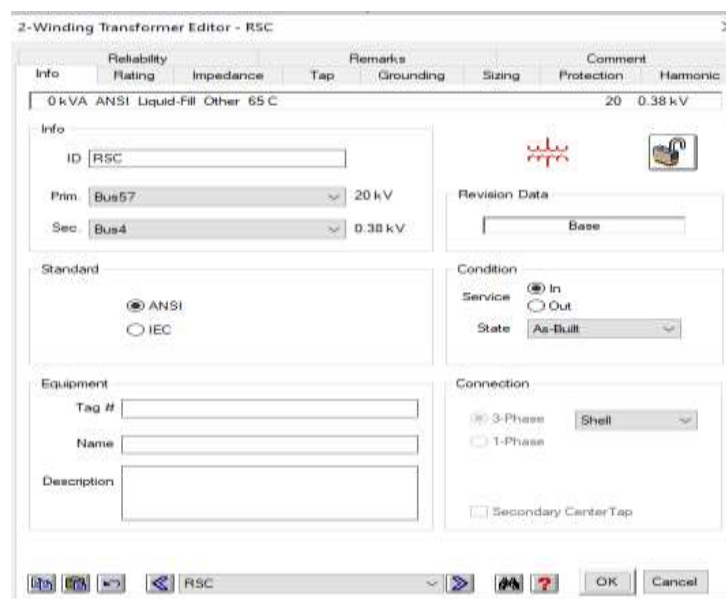 2-Winding Transformer Editor - RSC
Reliability Remarks Comment
Info Rating Impedance Tap Grounding Sizing Protection Harmonic
0 kVA ANSI Liquid-Fill Other 65 C 20 0.38 kV
Info
ID RSC
Prim. Bus57 20 kV
Sec. Bus4 0.38 kV
Revision Data
Base
Standard
ANSI
IEC
Condition
Service In
Out
State As-Built
Equipment
Tag #
Name
Description
Connection
3-Phase Shell
1-Phase
Secondary Center Tap
RSC ? OK Cancel